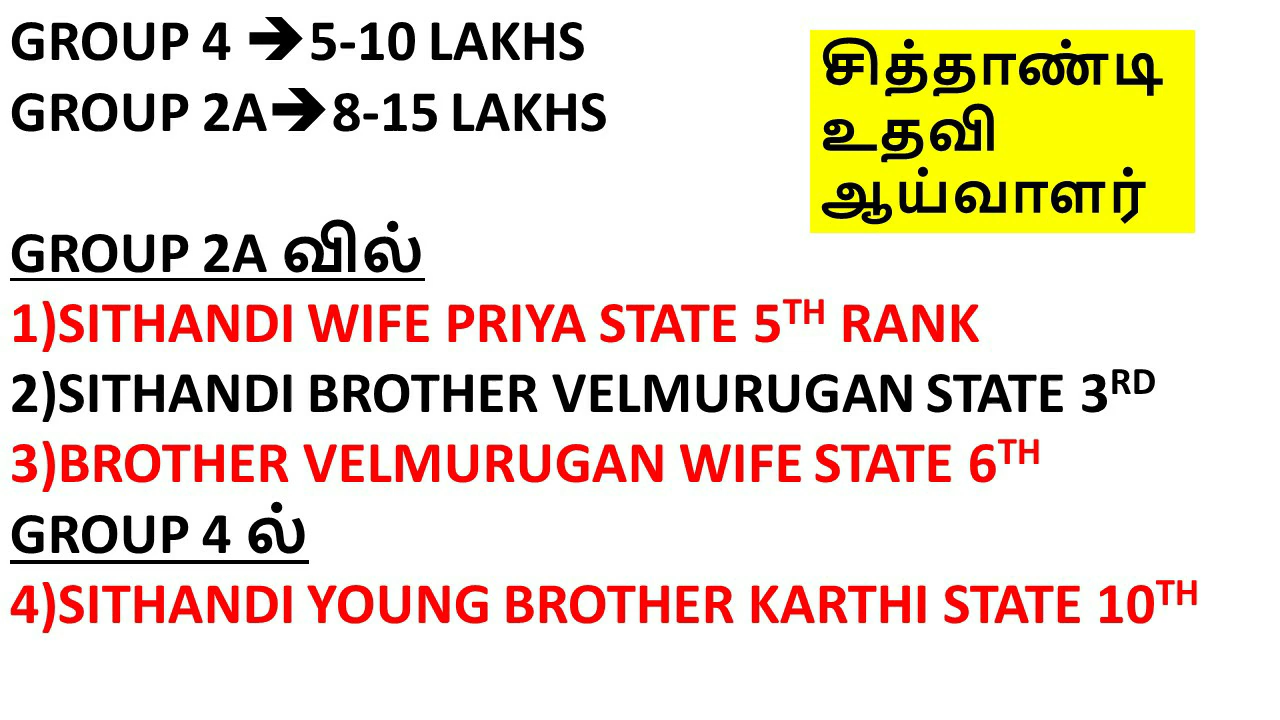 GROUP 4 ➔5-10 LAKHS
GROUP 2A➔8-15 LAKHS
சித்தாண்டி
உதவி
ஆய்வாளர்
GROUP 2A வில்
1)SITHANDI WIFE PRIYA STATE 5TH RANK
2)SITHANDI BROTHER VELMURUGAN STATE 3RD
3)BROTHER VELMURUGAN WIFE STATE 6TH
GROUP 4 ல்
4)SITHANDI YOUNG BROTHER KARTHI STATE 10TH